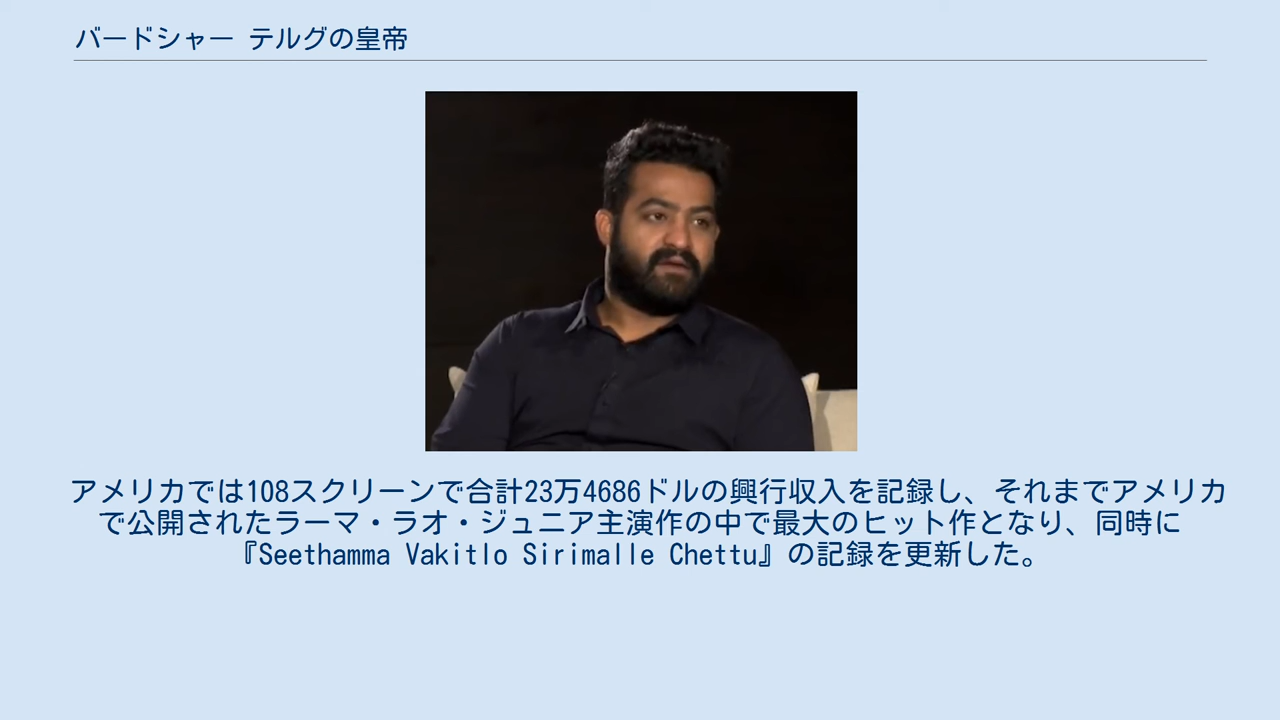 バードシャー テルグの皇帝
アメリカでは108スクリーンで合計23万4686ドルの興行収入を記録し、それまでアメリカ
で公開されたラーマ・ラオ・ジュニア主演作の中で最大のヒット作となり、同時に
『Seethamma Vakitlo Sirimalle Chettu』の記録を更新した。